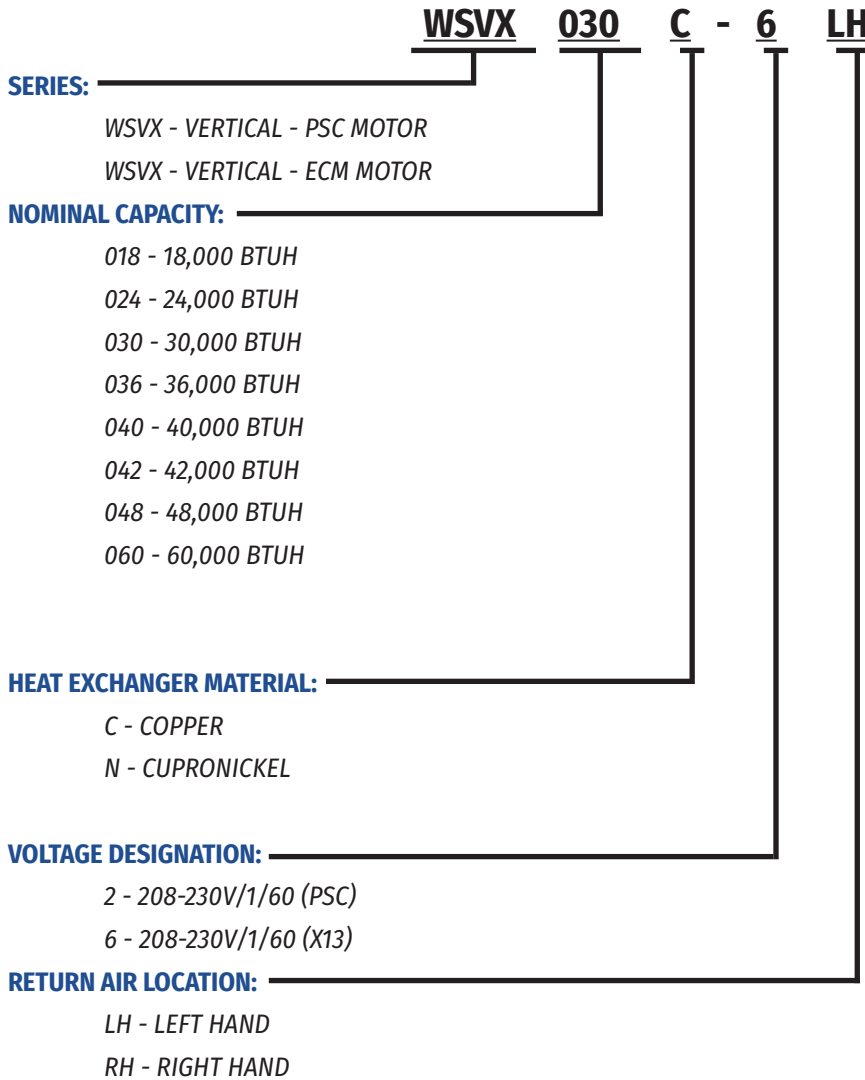 WSVX 030 C - 6 LH
SERIES:
WSVX - VERTICAL - PSC MOTOR
WSVX - VERTICAL - ECM MOTOR
NOMINAL CAPACITY:
018 - 18,000 BTUH
024 - 24,000 BTUH
030 - 30,000 BTUH
036 - 36,000 BTUH
040 - 40,000 BTUH
042 - 42,000 BTUH
048 - 48,000 BTUH
060 - 60,000 BTUH
HEAT EXCHANGER MATERIAL:
C - COPPER
N - CUPRONICKEL
VOLTAGE DESIGNATION:
2 - 208-230V/1/60 (PSC)
6 - 208-230V/1/60 (X13)
RETURN AIR LOCATION:
LH - LEFT HAND
RH - RIGHT HAND